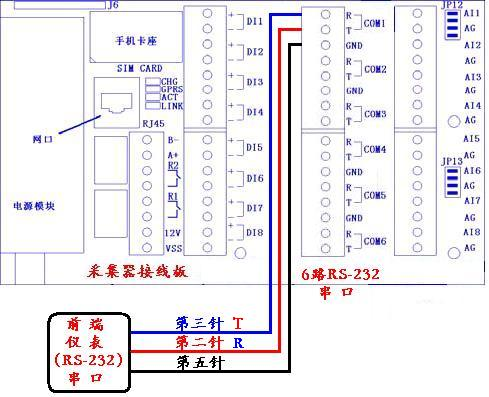 J6
手机卡座
SIM CARD
CHG
GPRS
ACT
LINK
网口
RJ45
电源模块
B-
A+
R2
R1
12V
VSS
+ DI1 -
+ DI2 -
+ DI3 -
+ DI4 -
+ DI5 -
+ DI6 -
+ DI7 -
+ DI8 -
R
T COM1
GND
R
T COM2
GND
R
T COM3
R
T COM4
GND
R
T COM5
GND
R
T COM6
JP12
AI1
AG
AI2
AG
AI3
AG
AI4
AG
AI5
AG
JP13
AI6
AG
AI7
AG
AI8
AG
采集器接线板
6路RS-232
串口
前端
仪表
(RS-232)
串口
第三针 T
第二针 R
第五针